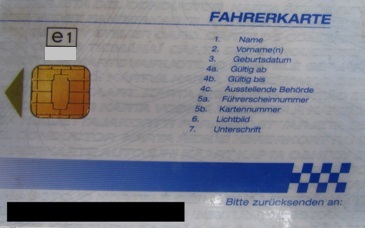 FAHRERKARTE
e1
1. Name
2. Vorname(n)
3. Geburtsdatum
4a. Gültig ab
4b. Gültig bis
4c. Ausstellende Behörde
5a. Führerscheinnummer
5b. Kartennummer
6. Lichtbild
7. Unterschrift
Bitte zurücksenden an: